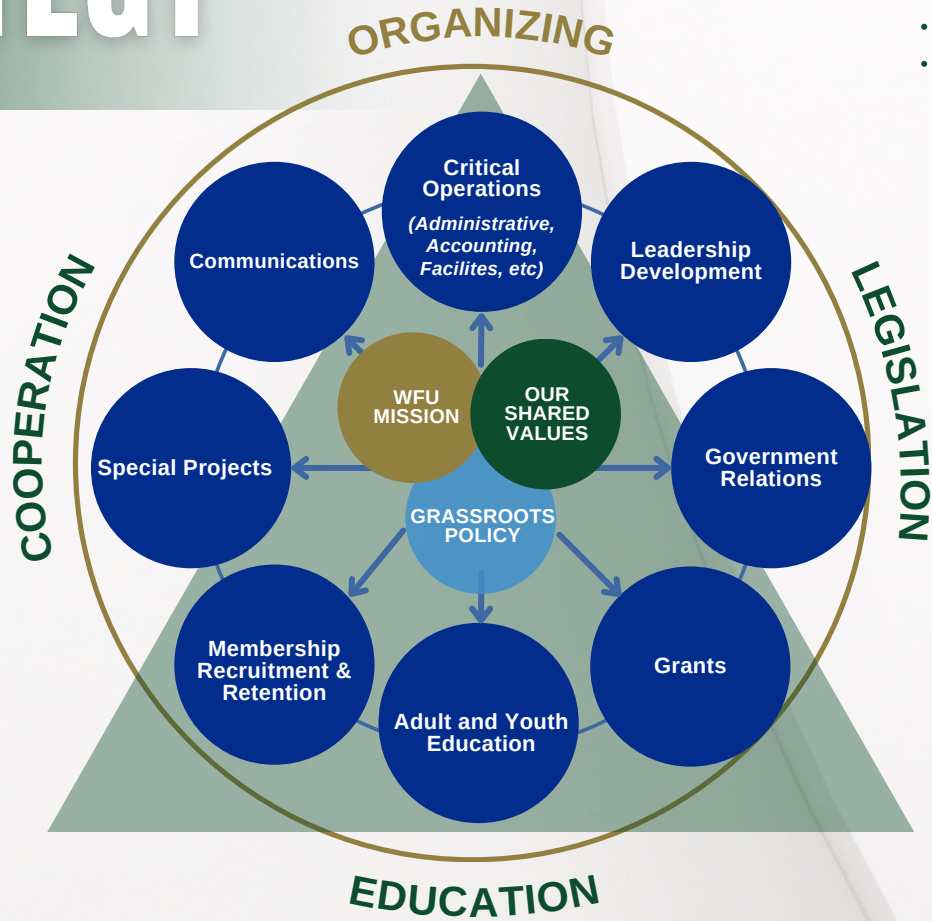 ORGANIZING
Critical
Operations
(Administrative,
Accounting,
Facilites, etc)
Communications
Leadership
Development
COOPERATION
LEGISLATION
WFU
MISSION
OUR
SHARED
VALUES
Special Projects
Government
Relations
GRASSROOTS
POLICY
Membership
Recruitment &
Retention
Grants
Adult and Youth
Education
EDUCATION